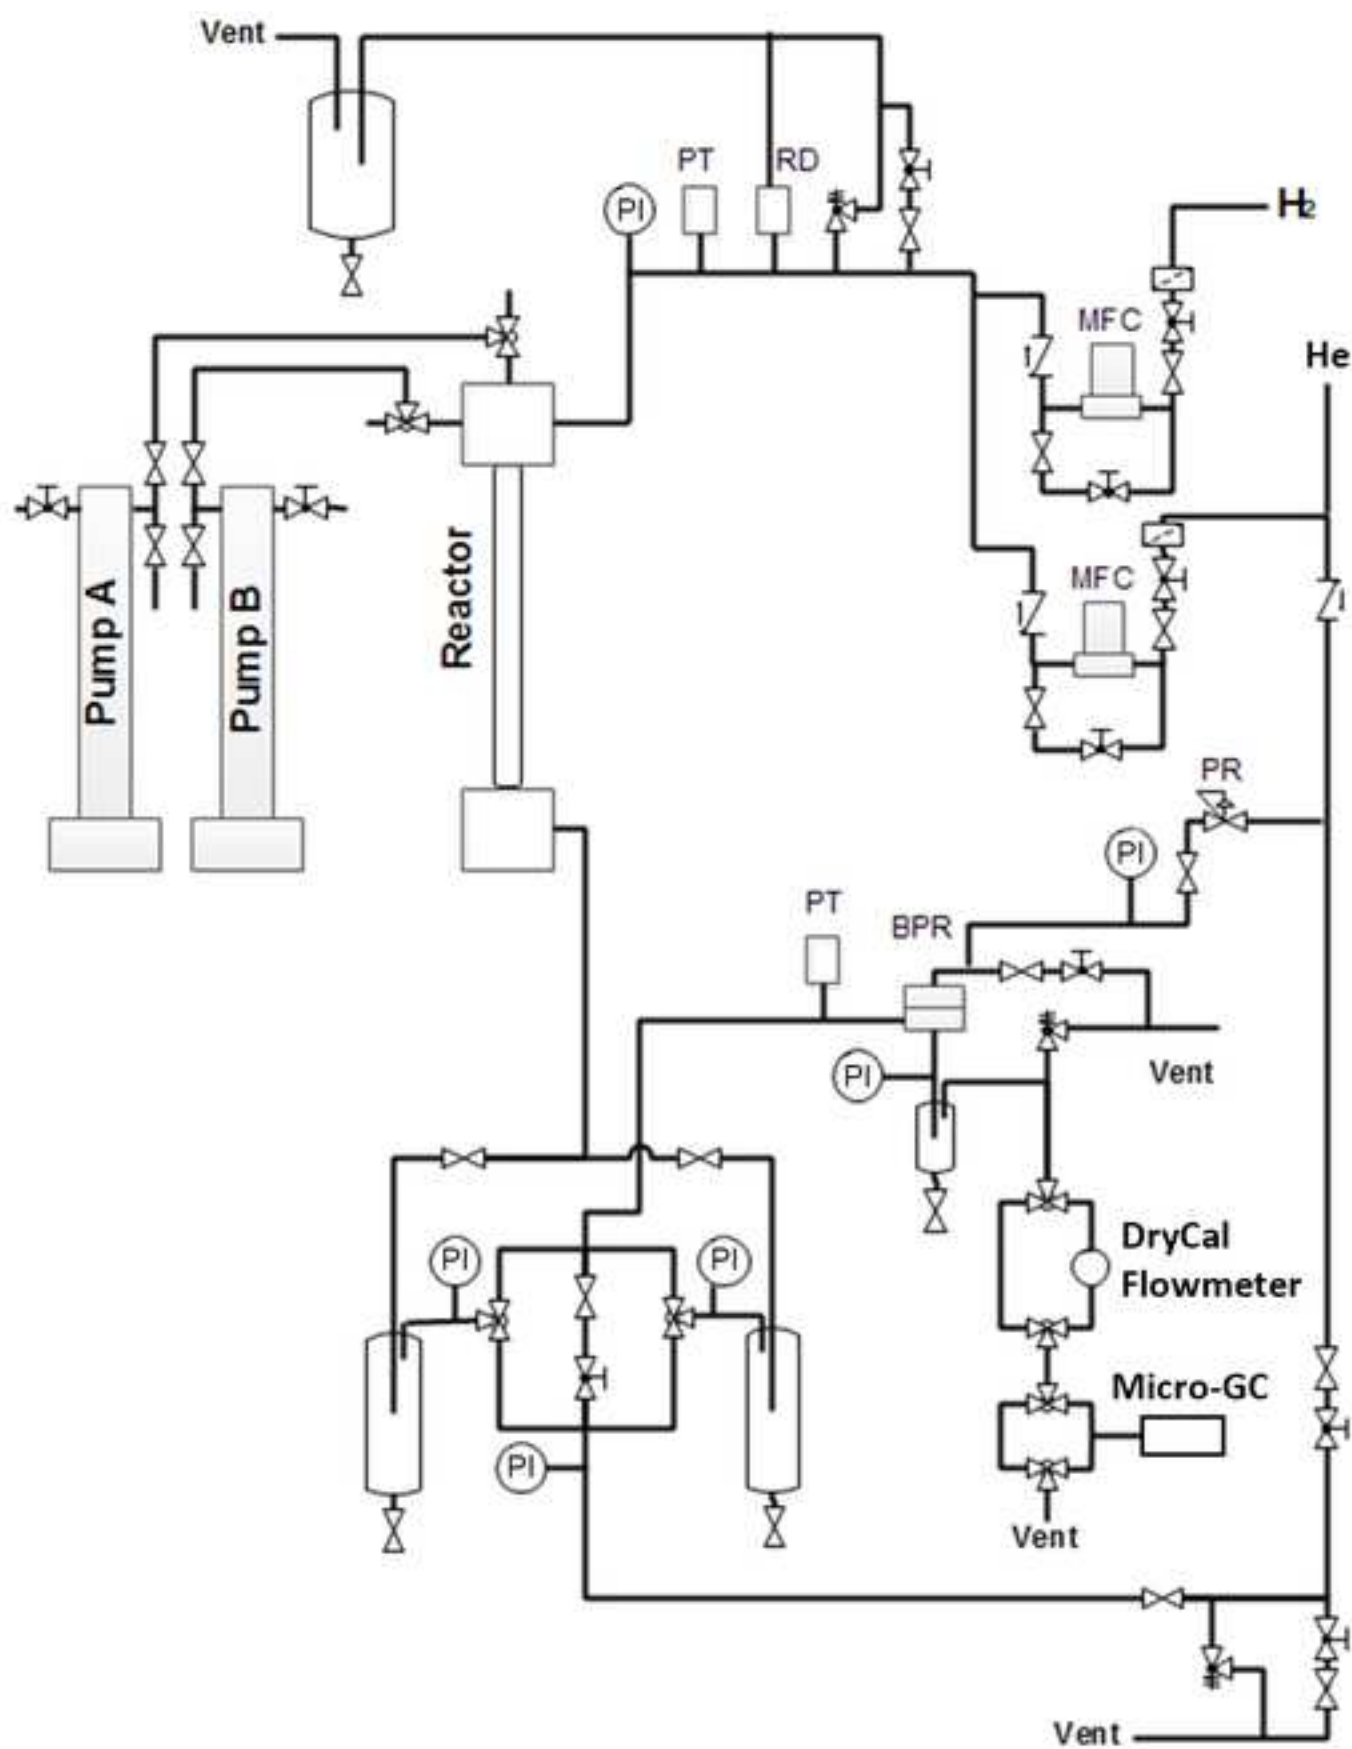 Vent
PT
RD
PI
H2
MFC
He
Pump A
Pump B
Reactor
MFC
PR
PI
PT
BPR
PI
Vent
DryCal
Flowmeter
PI
PI
Micro-GC
PI
Vent
Vent